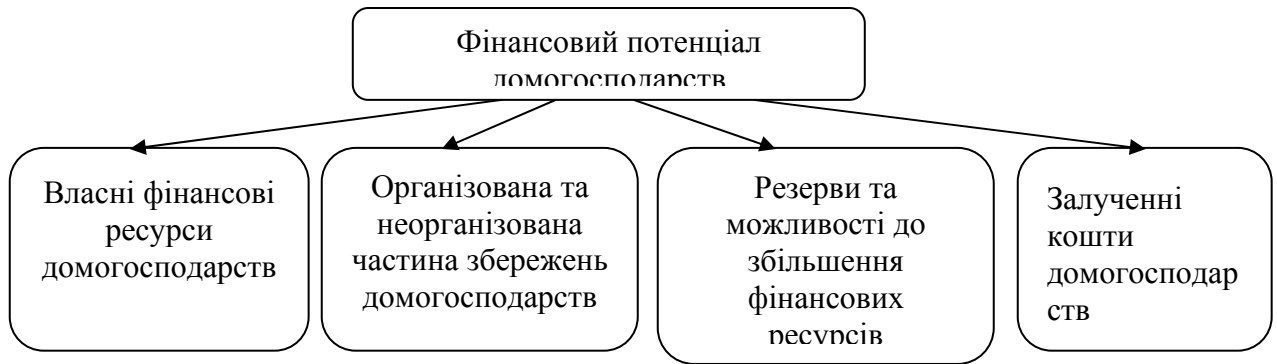 Фінансовий потенціал
домогосподарств
Власні фінансові
ресурси
домогосподарств
Організована та
неорганізована
частина збережень
домогосподарств
Резерви та
можливості до
збільшення
фінансових
ресурсів
Залученні
кошти
домогосподар
ств